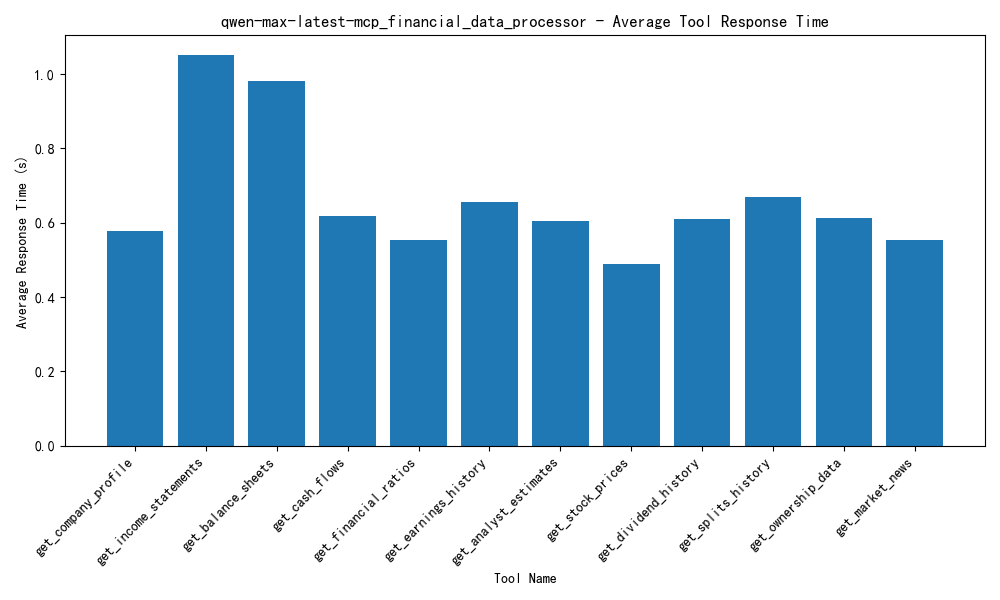 qwen-max-latest-mcp_financial_data_processor - Average Tool Response Time
Average Response Time (s)
1.0
0.8
0.6
0.4
0.2
0.0
get_company_profile
get_income_statements
get_balance_sheets
get_cash_flows
get_financial_ratios
get_earnings_history
get_analyst_estimates
get_stock_prices
get_dividend_history
get_splits_history
get_ownership_data
get_market_news
Tool Name